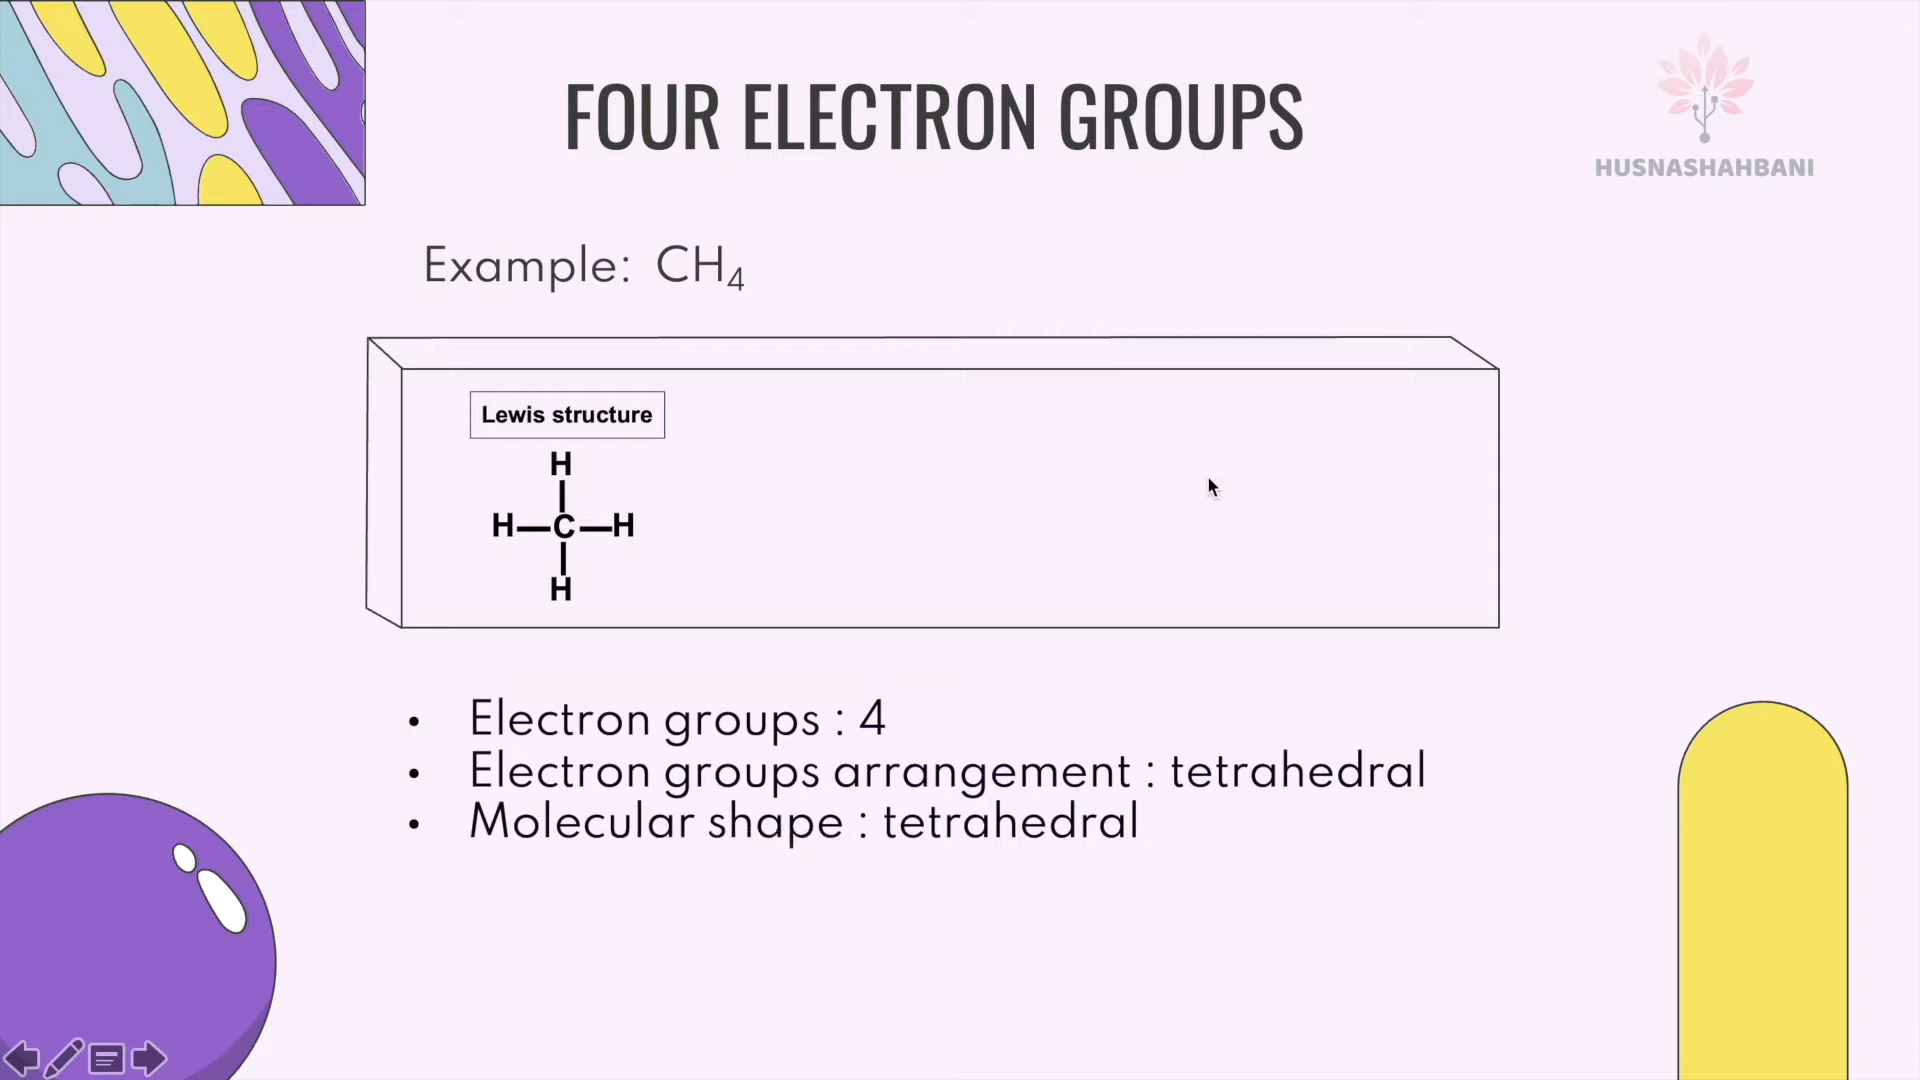 FOUR ELECTRON GROUPS
HUSNASHAHBANI
Example: CH₄
Lewis structure
H
H—C—H
H
• Electron groups : 4
• Electron groups arrangement : tetrahedral
• Molecular shape : tetrahedral